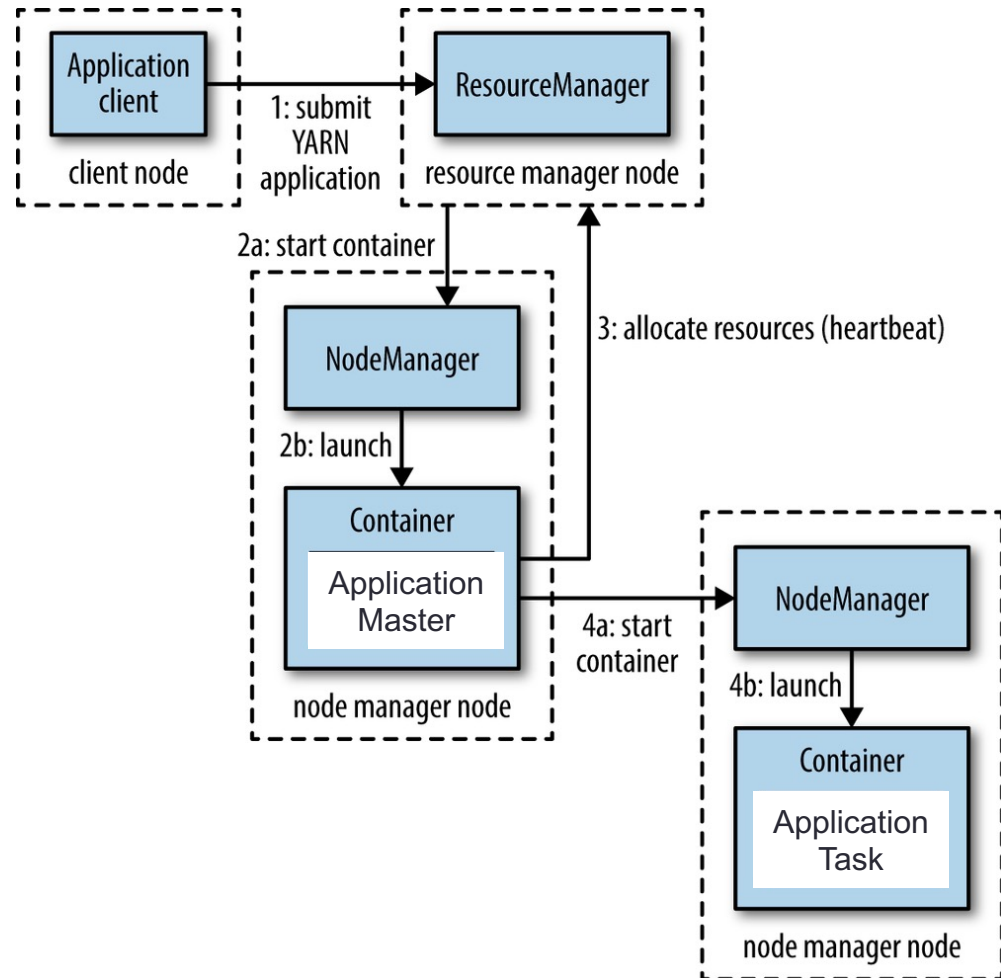 Application
client
client node
1: submit
YARN
application
ResourceManager
resource manager node
2a: start container
NodeManager
2b: launch
Container
Application
Master
node manager node
3: allocate resources (heartbeat)
4a: start
container
NodeManager
4b: launch
Container
Application
Task
node manager node